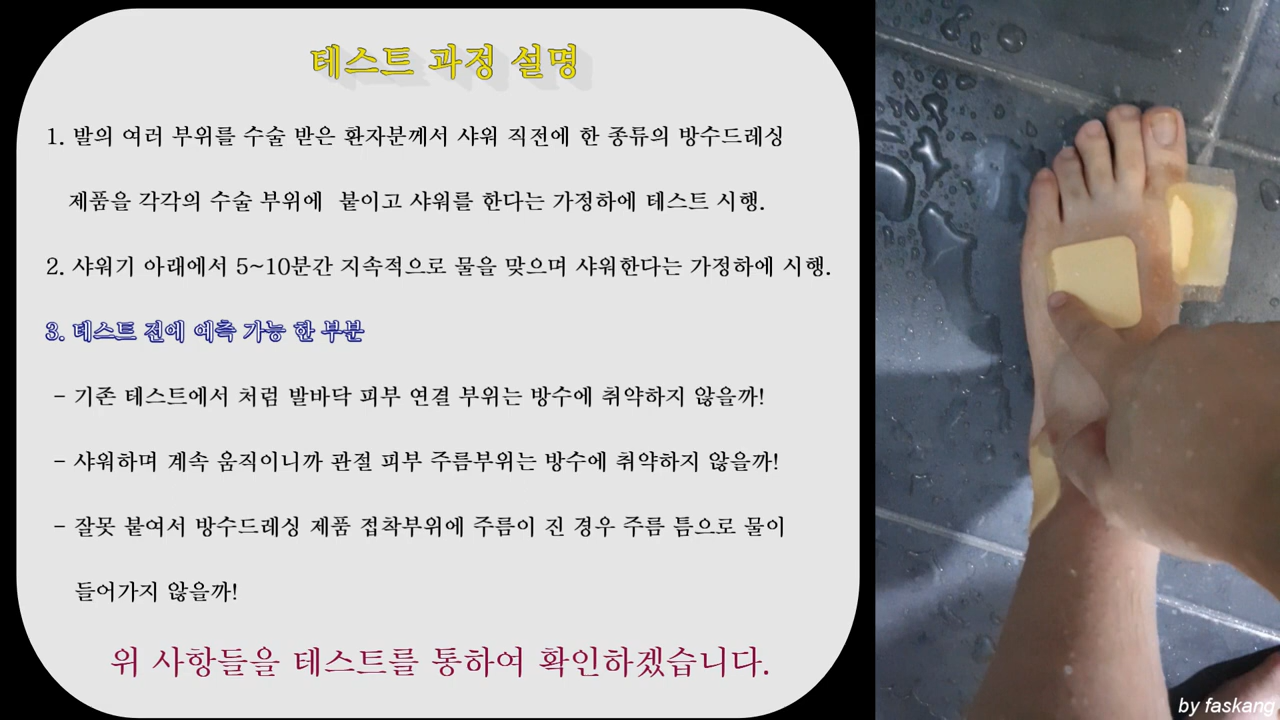 테스트 과정 설명
1. 발의 여러 부위를 수술 받은 환자분께서 샤워 직전에 한 종류의 방수드레싱
제품을 각각의 수술 부위에 붙이고 샤워를 한다는 가정하에 테스트 시행.
2. 샤워기 아래에서 5~10분간 지속적으로 물을 맞으며 샤워한다는 가정하에 시행.
3. 테스트 전에 예측 가능 한 부분
- 기존 테스트에서 처럼 발바닥 피부 연결 부위는 방수에 취약하지 않을까!
- 샤워하며 계속 움직이니까 관절 피부 주름부위는 방수에 취약하지 않을까!
- 잘못 붙여서 방수드레싱 제품 접착부위에 주름이 진 경우 주름 틈으로 물이
들어가지 않을까!
위 사항들을 테스트를 통하여 확인하겠습니다.
by faskang